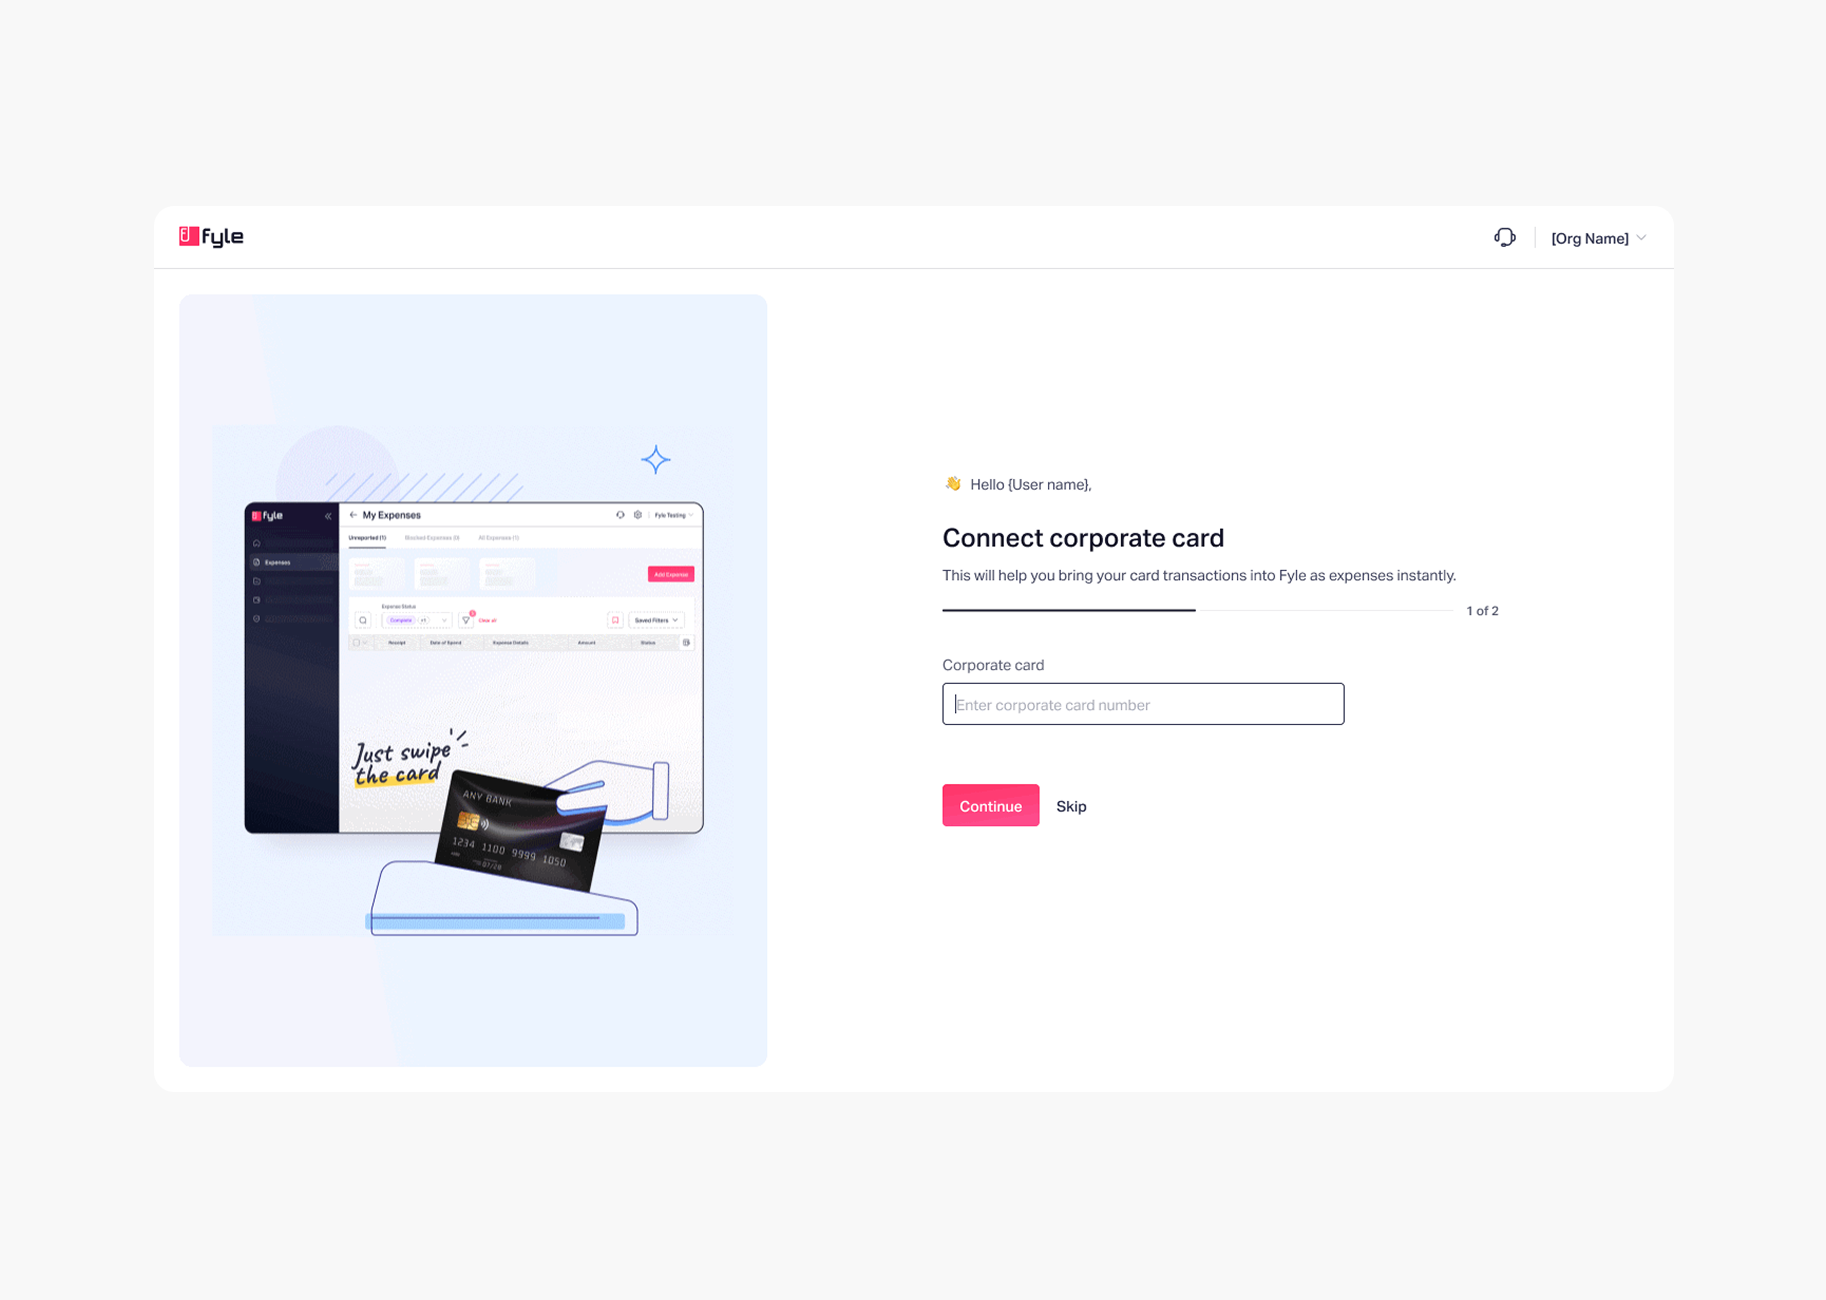 fyle
[Org Name]
fyle
My Expenses
Fyle Testing
Unreported (1)
Blocked Expenses (0)
All Expenses (1)
Expenses
Add Expense
Expense Status
Complete
+1
Clear all
Saved Filters
Receipt
Date of Spend
Expense Details
Amount
Status
Just swipe
the card
ANY BANK
1234 1100 9999 1050
07/28
👋 Hello {User name},
Connect corporate card
This will help you bring your card transactions into Fyle as expenses instantly.
1 of 2
Corporate card
Enter corporate card number
Continue
Skip